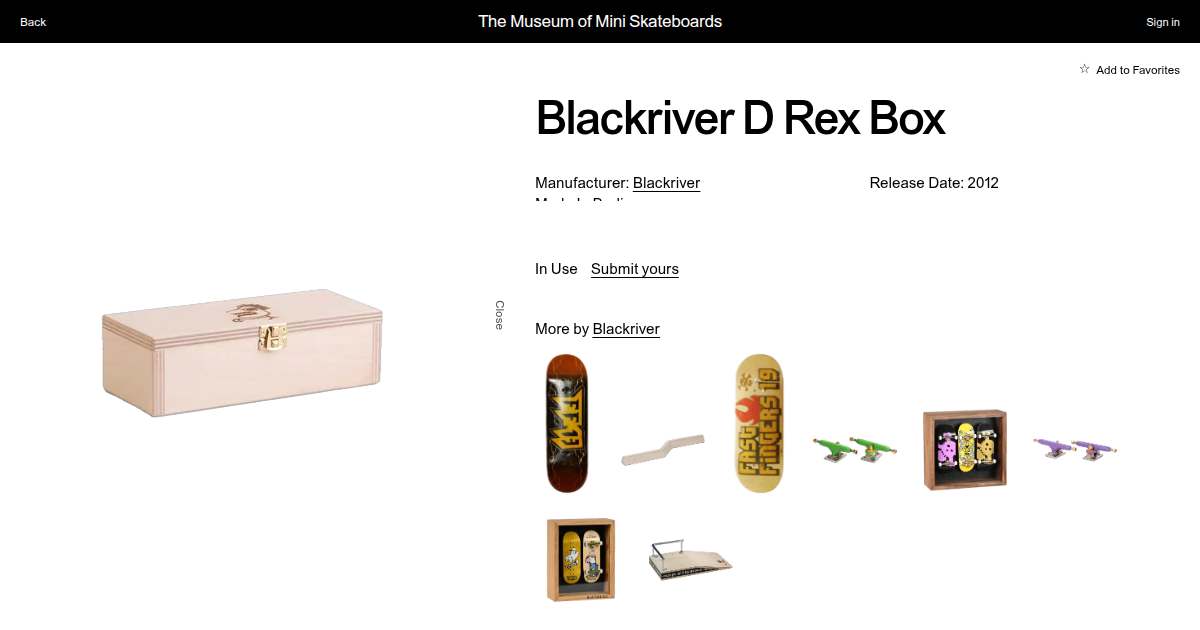 Back
The Museum of Mini Skateboards
Sign in
☆ Add to Favorites
Blackriver D Rex Box
Manufacturer: Blackriver
Release Date: 2012
In Use
Submit yours
Close
More by Blackriver
FAST
FINGERS 19